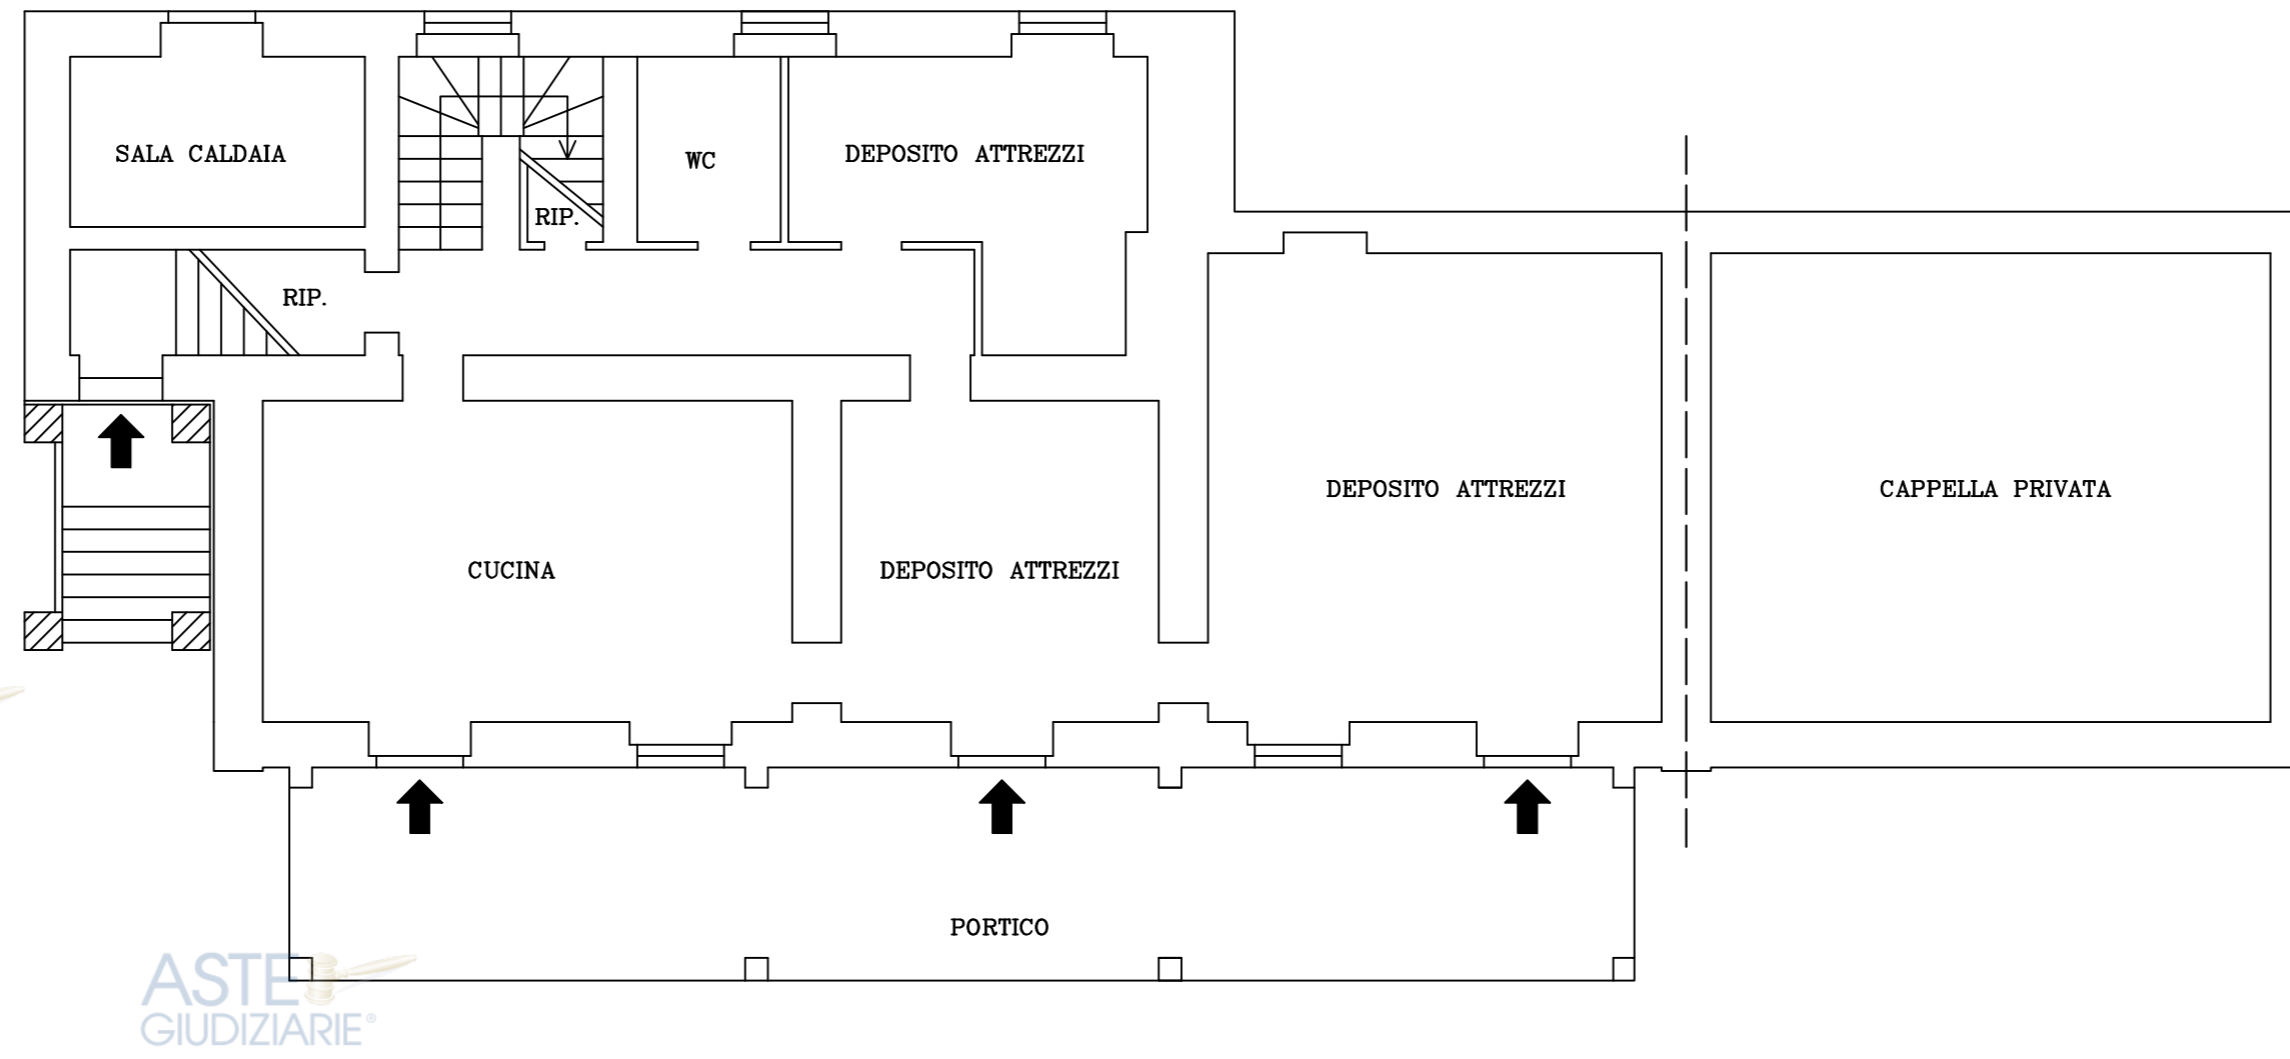 SALA CALDAIA
WC
DEPOSITO ATTREZZI
RIP.
RIP.
DEPOSITO ATTREZZI
CAPPELLA PRIVATA
CUCINA
DEPOSITO ATTREZZI
PORTICO
ASTE
GIUDIZIARIE®